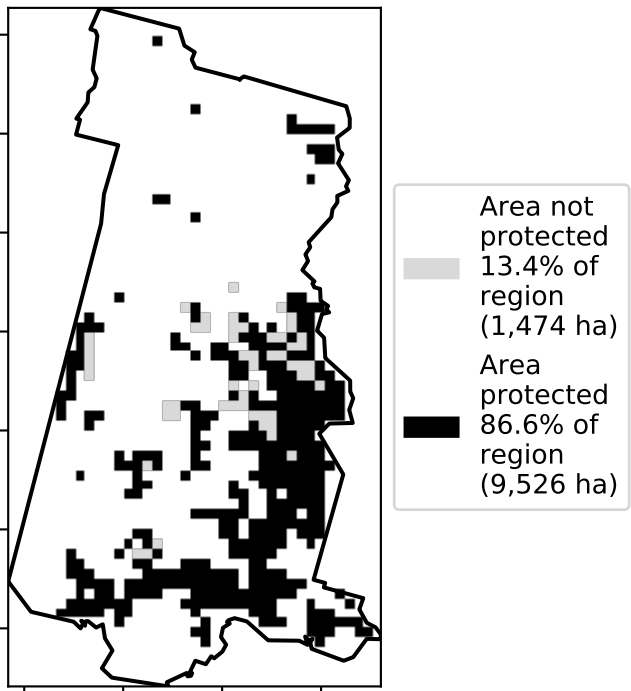 Area not
protected
13.4% of
region
(1,474 ha)
Area
protected
86.6% of
region
(9,526 ha)